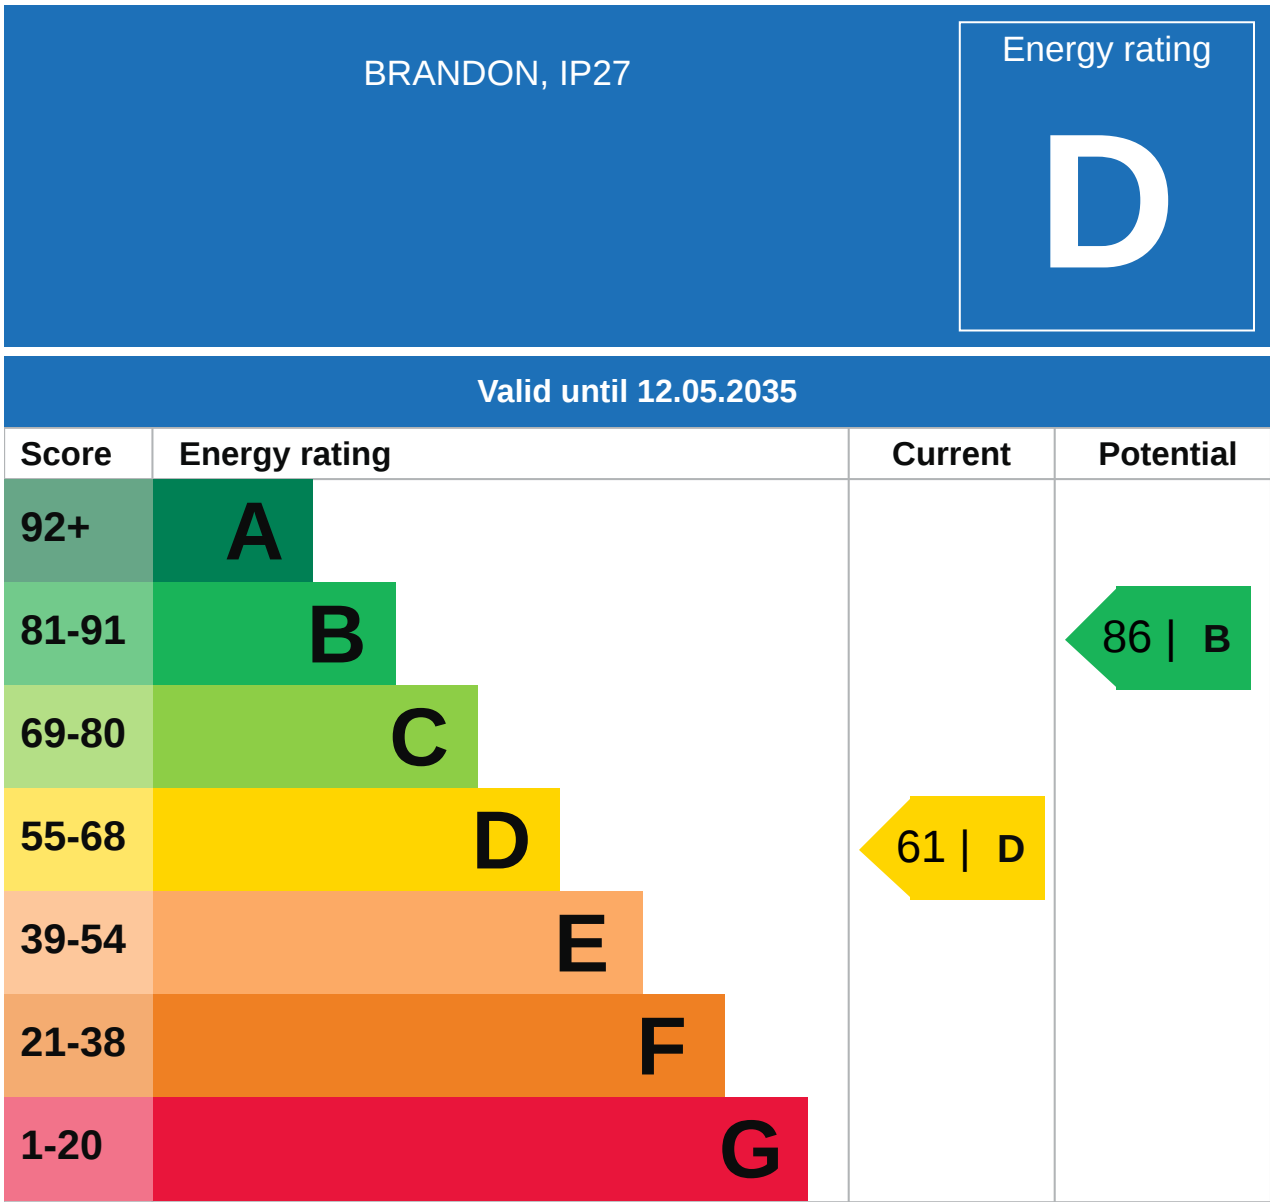 BRANDON, IP27
Energy rating
D
Valid until 12.05.2035
Score Energy rating Current Potential
92+ A
81-91 B 86 | B
69-80 C
55-68 D 61 | D
39-54 E
21-38 F
1-20 G